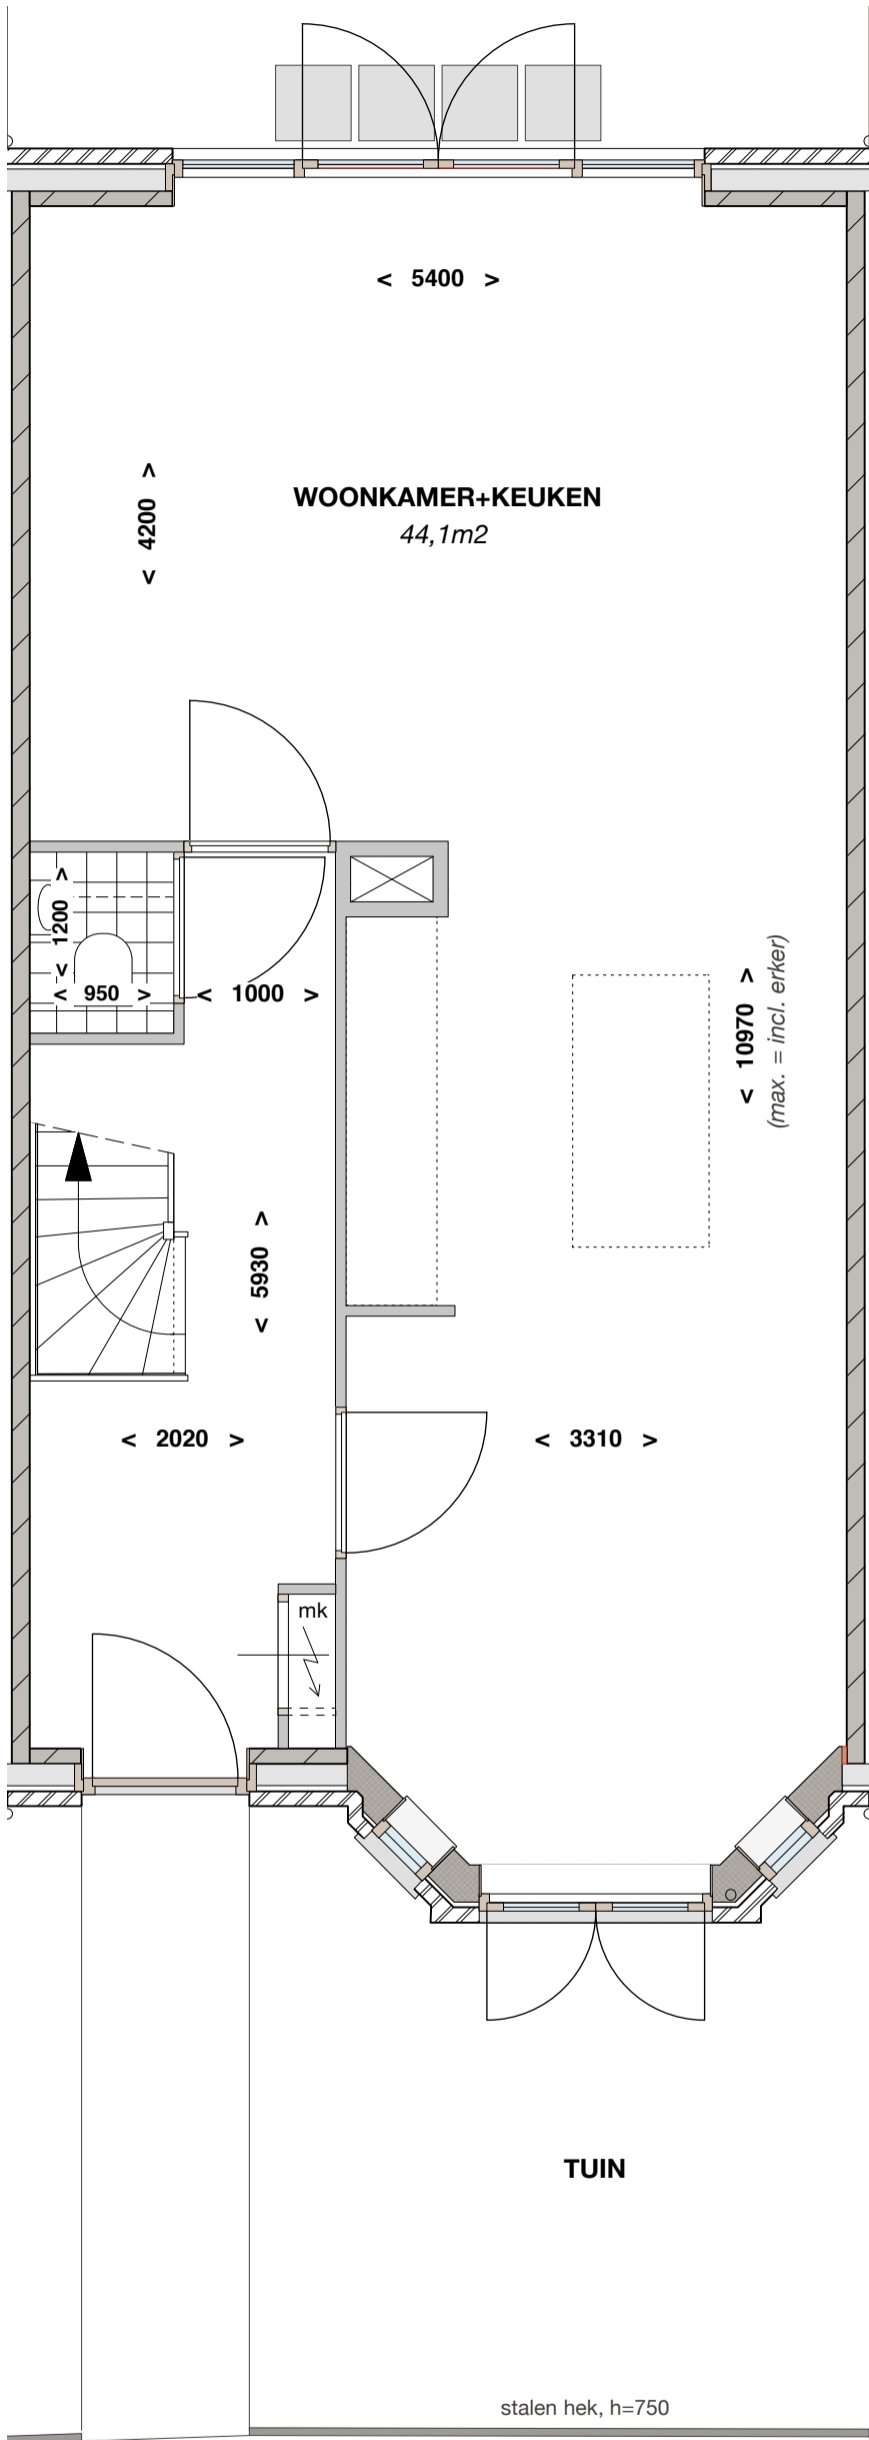 < 5400 >
WOONKAMER+KEUKEN
44,1m2
< 4200 >
< 1200 >
< 950 >
< 1000 >
< 10970 >
(max. = incl. erker)
< 5930 >
< 2020 >
< 3310 >
mk
TUIN
stalen hek, h=750